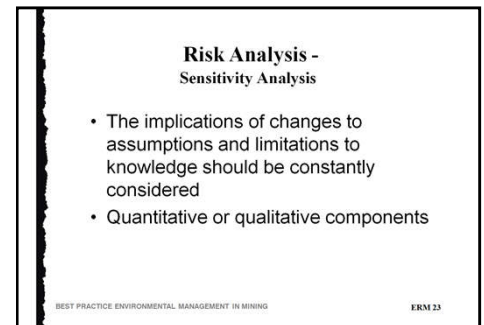 Risk Analysis -
Sensitivity Analysis
• The implications of changes to
assumptions and limitations to
knowledge should be constantly
considered
• Quantitative or qualitative components
BEST PRACTICE ENVIRONMENTAL MANAGEMENT IN MINING
ERM 23